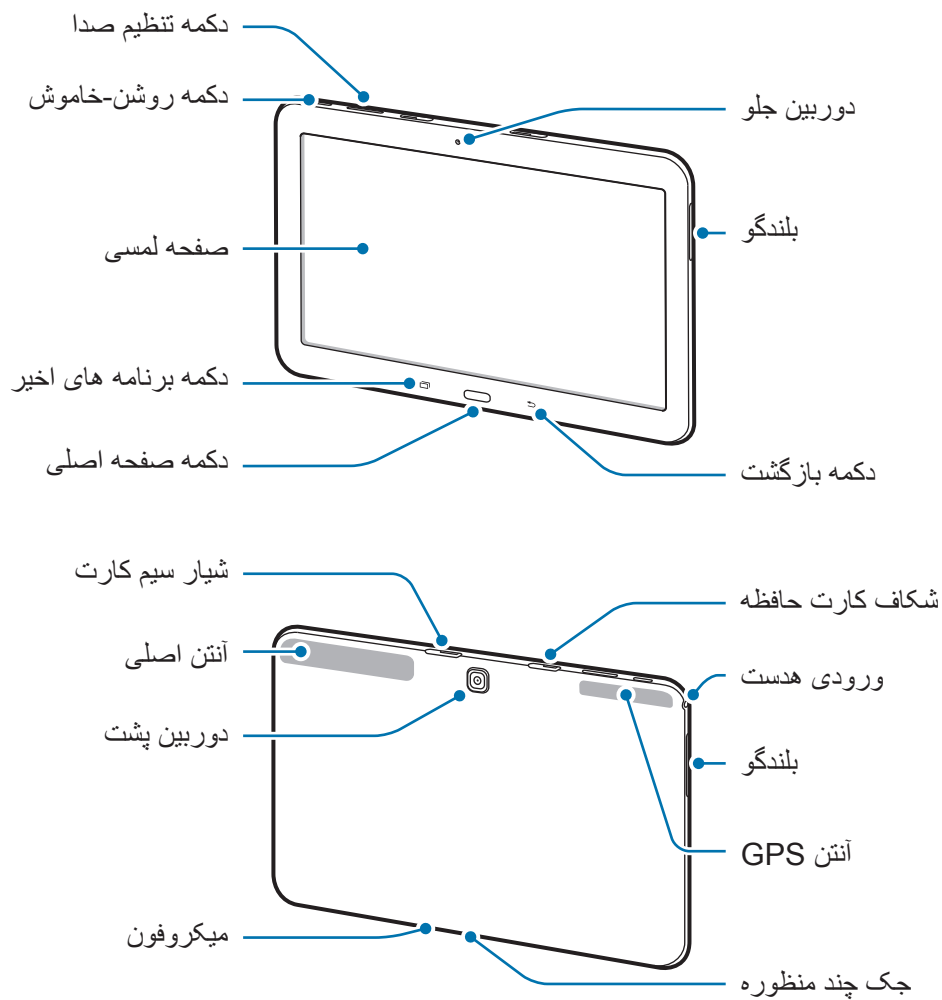 دکمه تنظیم صدا
دکمه روشن-خاموش
دوربین جلو
بلندگو
صفحه لمسی
دکمه برنامه های اخیر
دکمه صفحه اصلی
دکمه بازگشت
شیار سیم کارت
شکاف کارت حافظه
آنتن اصلی
ورودی هدست
دوربین پشت
بلندگو
آنتن GPS
میکروفون
جک چند منظوره